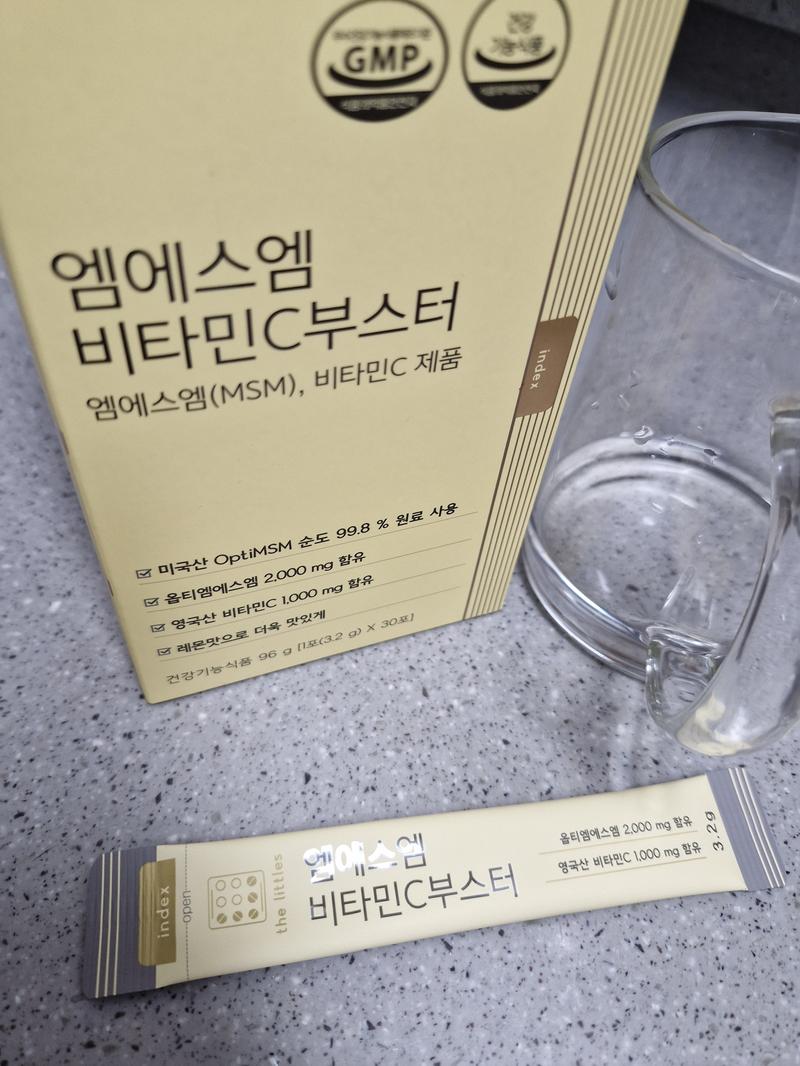 GMP
건강
기능식품
엠에스엠
비타민C부스터
엠에스엠(MSM), 비타민C 제품
index
미국산 OptiMSM 순도 99.8 % 원료 사용
옵티엠에스엠 2,000 mg 함유
영국산 비타민C 1,000 mg 함유
레몬맛으로 더욱 맛있게
건강기능식품 96 g [1포(3.2 g) X 30포]
index
open
the littles
엠에스엠
비타민C부스터
옵티엠에스엠 2,000 mg 함유
영국산 비타민C 1,000 mg 함유
3.2g